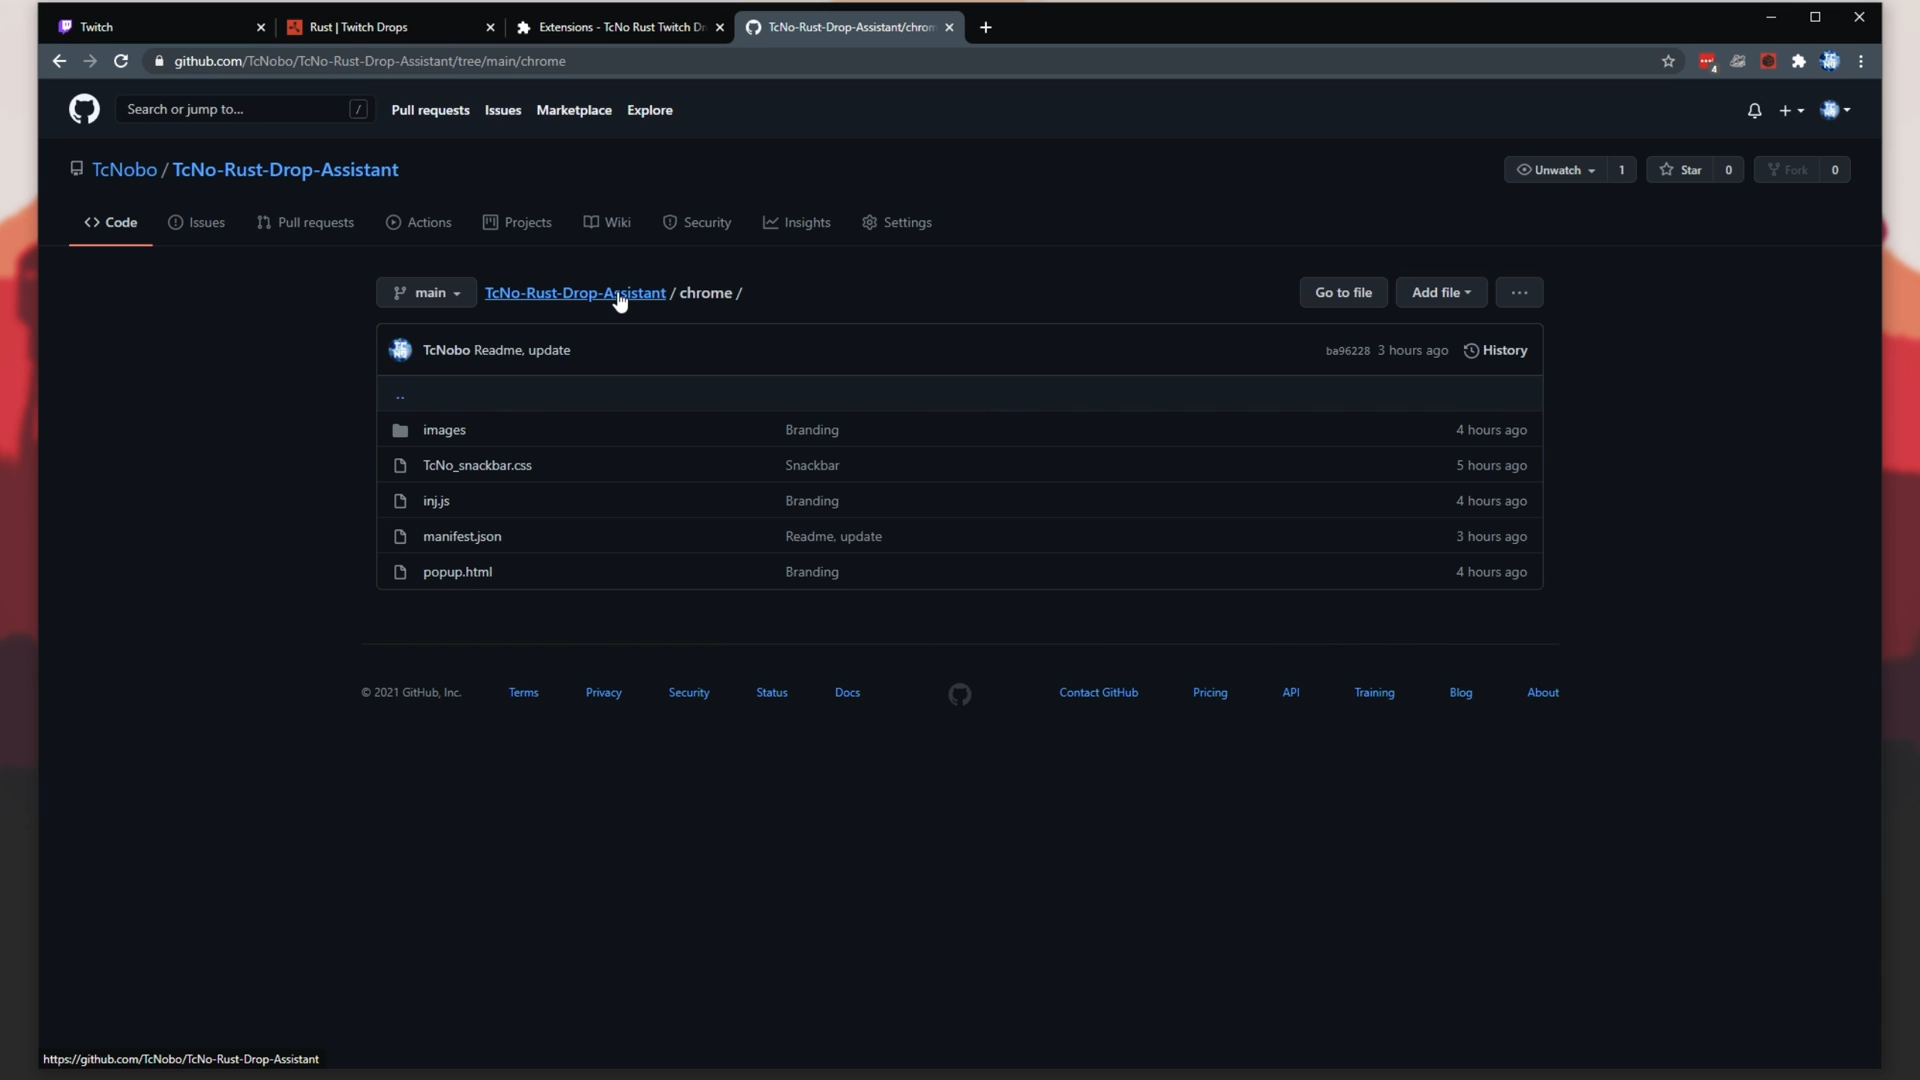 Twitch
Rust | Twitch Drops
Extensions - TcNo Rust Twitch Dr
TcNo-Rust-Drop-Assistant/chrom
github.com/TcNobo/TcNo-Rust-Drop-Assistant/tree/main/chrome
4
Search or jump to... /
Pull requests Issues Marketplace Explore
TcNobo / TcNo-Rust-Drop-Assistant
Unwatch 1 Star 0 Fork 0
Code Issues Pull requests Actions Projects Wiki Security Insights Settings
main TcNo-Rust-Drop-Assistant / chrome / Go to file Add file ...
TcNobo Readme, update ba96228 3 hours ago History
..
images Branding 4 hours ago
TcNo_snackbar.css Snackbar 5 hours ago
inj.js Branding 4 hours ago
manifest.json Readme, update 3 hours ago
popup.html Branding 4 hours ago
© 2021 GitHub, Inc. Terms Privacy Security Status Docs Contact GitHub Pricing API Training Blog About
https://github.com/TcNobo/TcNo-Rust-Drop-Assistant